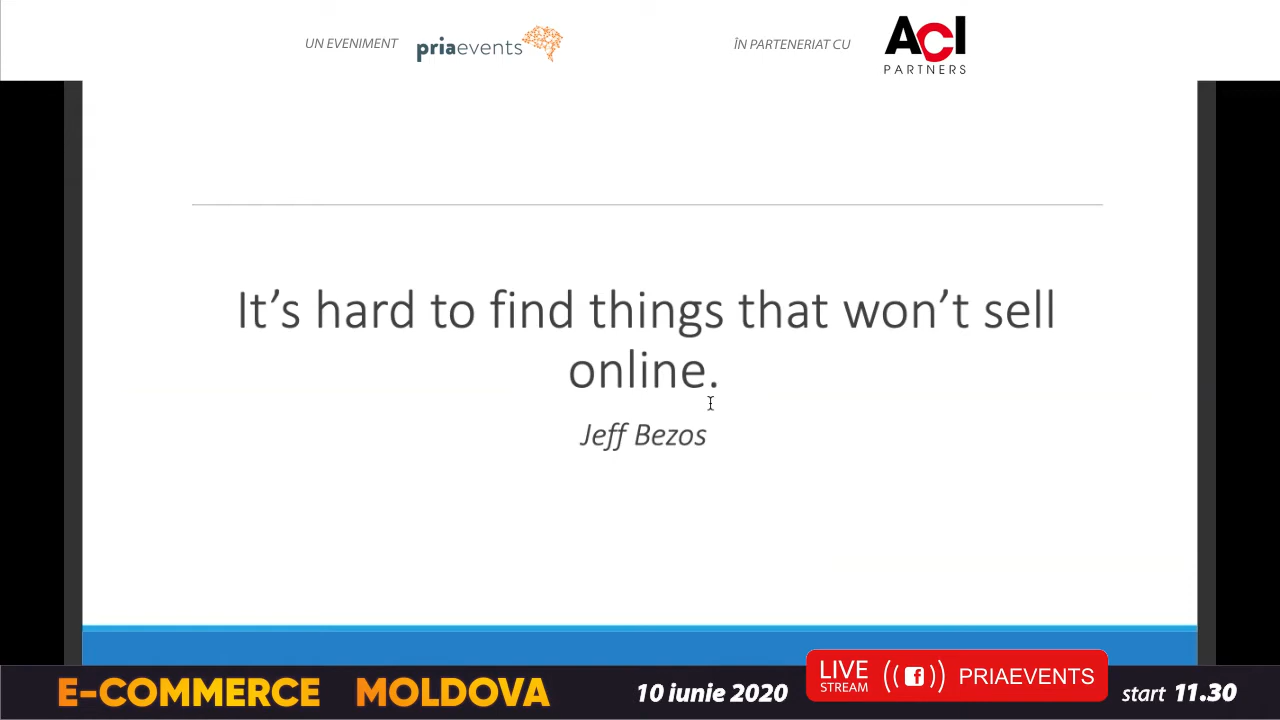 UN EVENIMENT priaevents ÎN PARTENERIAT CU ACI PARTNERS
It's hard to find things that won't sell
online.
Jeff Bezos
E-COMMERCE MOLDOVA 10 iunie 2020 LIVE STREAM PRIAEVENTS start 11.30